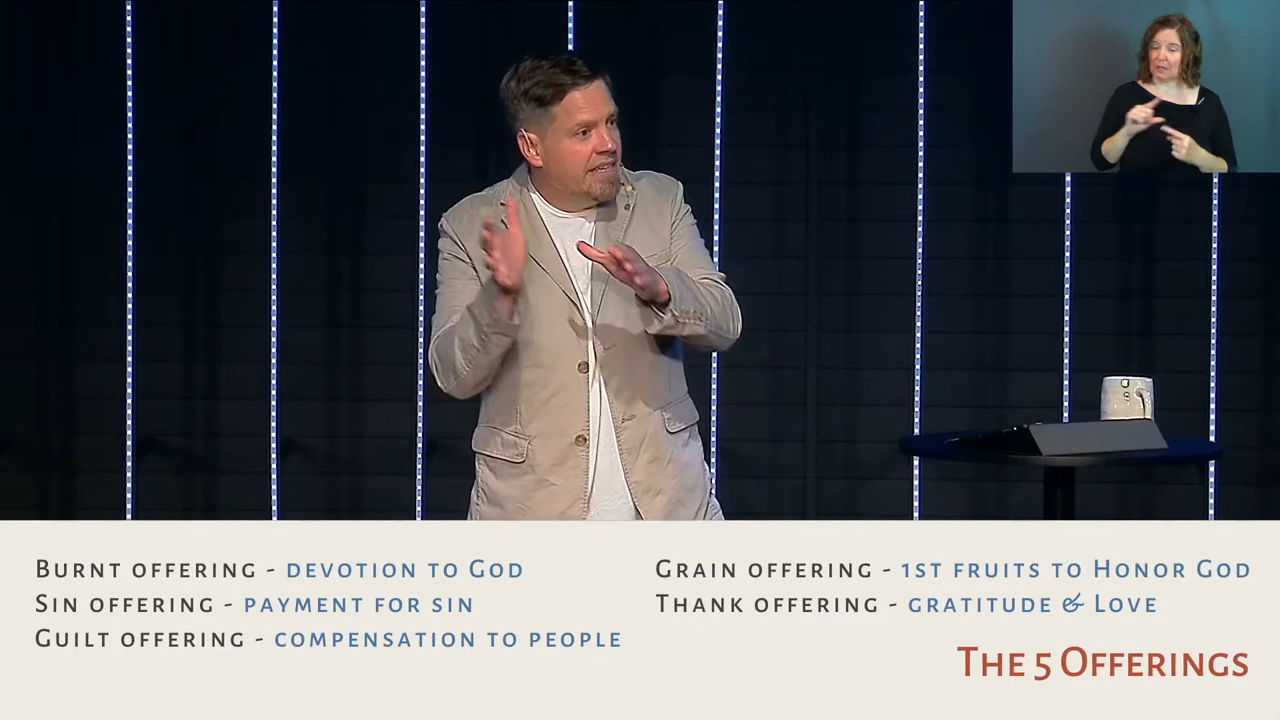 Burnt offering - devotion to God
Sin offering - payment for sin
Guilt offering - compensation to people
Grain offering - 1st fruits to Honor God
Thank offering - gratitude & Love
The 5 Offerings